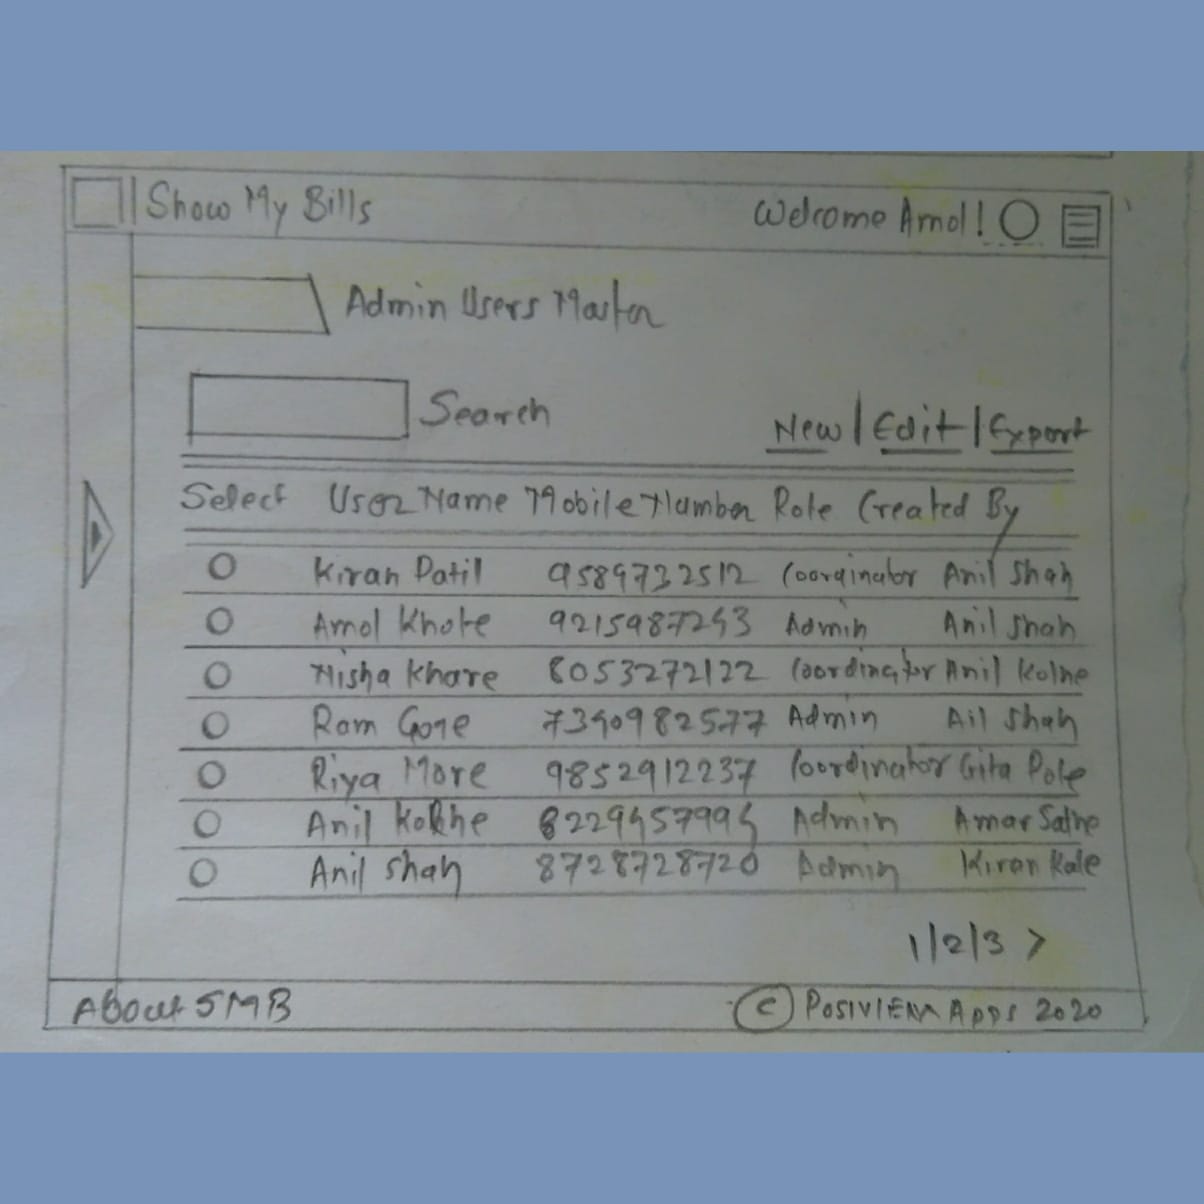 Show My Bills Welcome Amol!
Admin Users Master
Search New | Edit | Export
Select User Name Mobile Number Role Created By
Kiran Patil 9589732512 Coordinator Anil Shah
Amol Khote 9215987243 Admin Anil Shah
Nisha Khare 8053272122 Coordinator Anil Kolhe
Ram Gore 7390982577 Admin Ail Shah
Riya More 9852912237 Coordinator Gita Pole
Anil Kolhe Admin Amar Sathe
Anil Shah 8728728720 Admin Kiran Kale
1/2/3 >
About SMB © Apps 2020